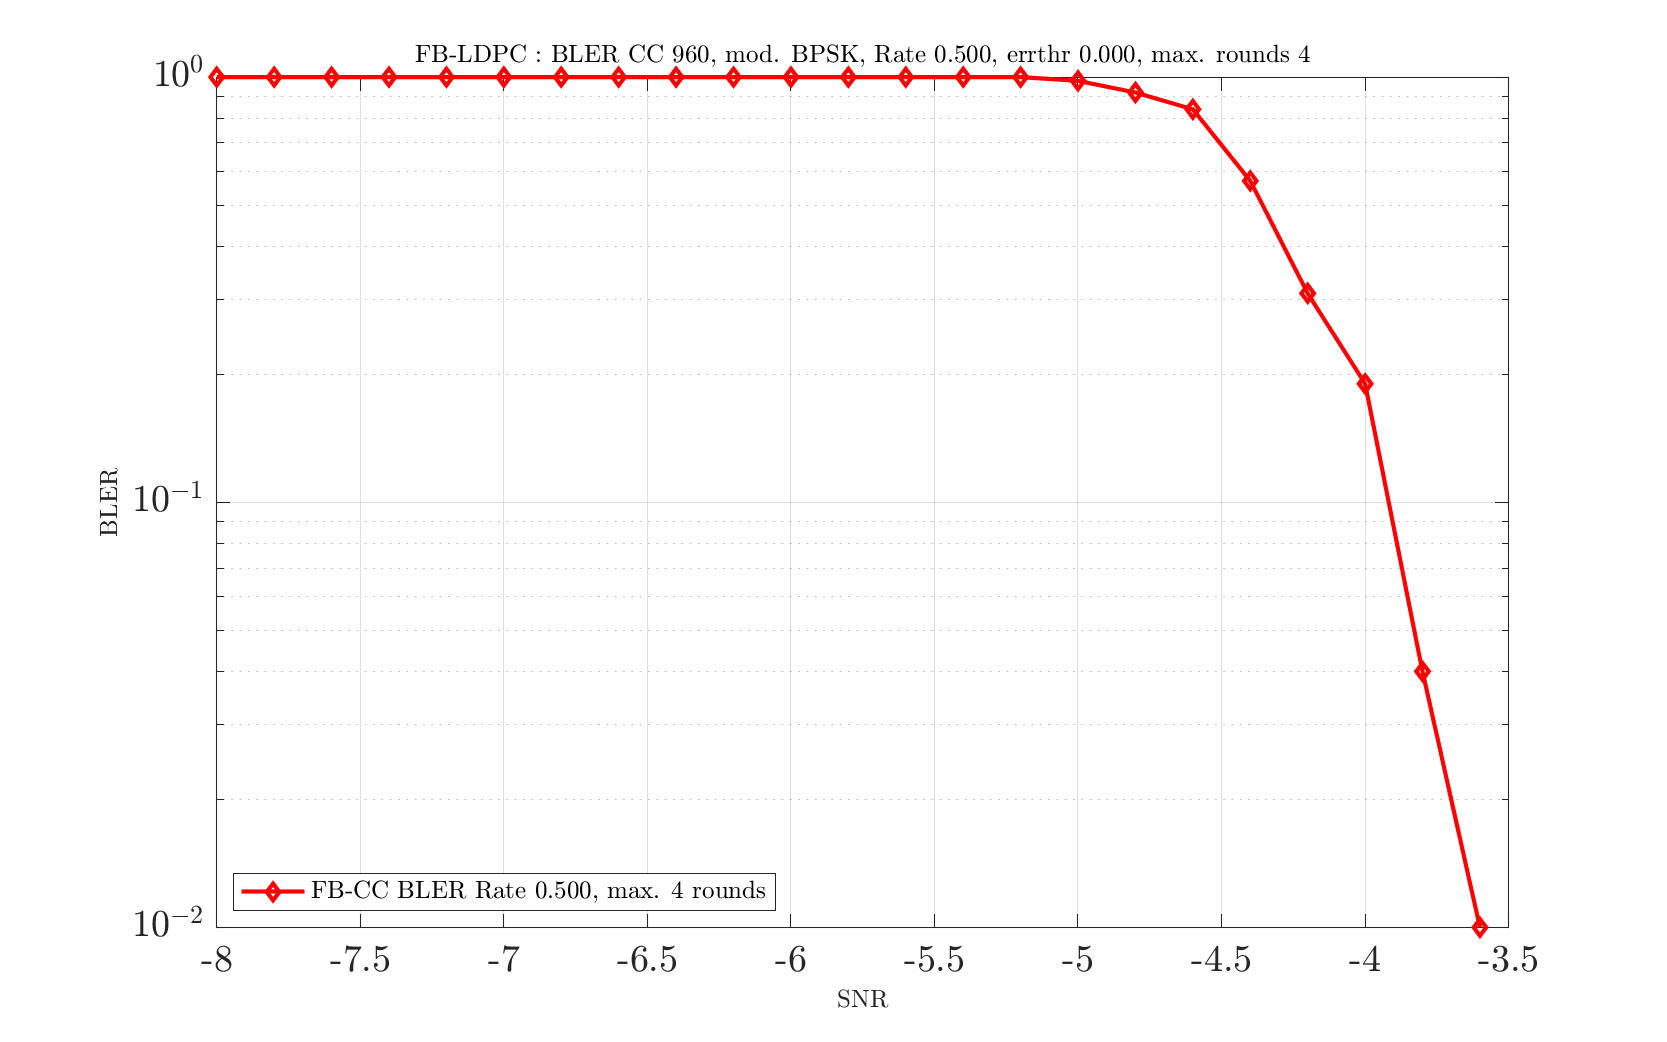 FB-LDPC : BLER CC 960, mod. BPSK, Rate 0.500, errthr 0.000, max. rounds 4
10⁰
10⁻¹
10⁻²
BLER
FB-CC BLER Rate 0.500, max. 4 rounds
-8 -7.5 -7 -6.5 -6 -5.5 -5 -4.5 -4 -3.5
SNR